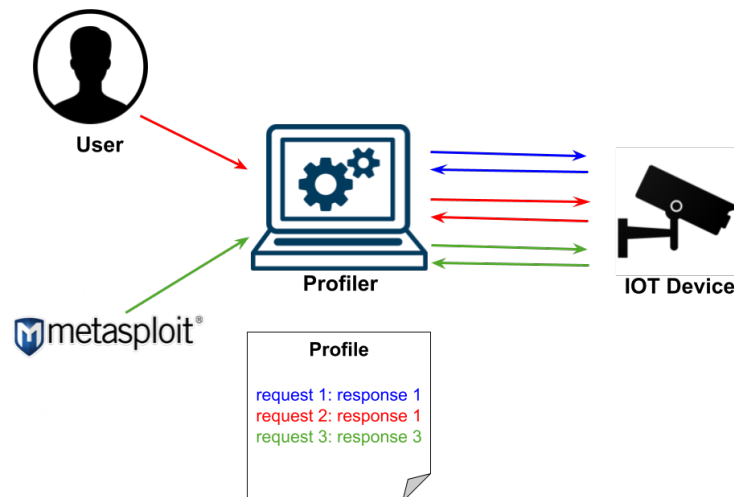 User
Profiler
IOT Device
metasploit®
Profile
request 1: response 1
request 2: response 1
request 3: response 3